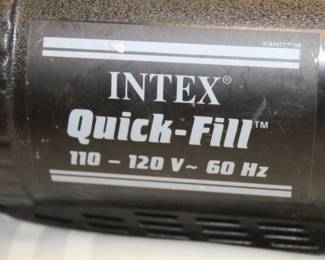 INTEX®
Quick-Fill™
110 – 120 V~ 60 Hz